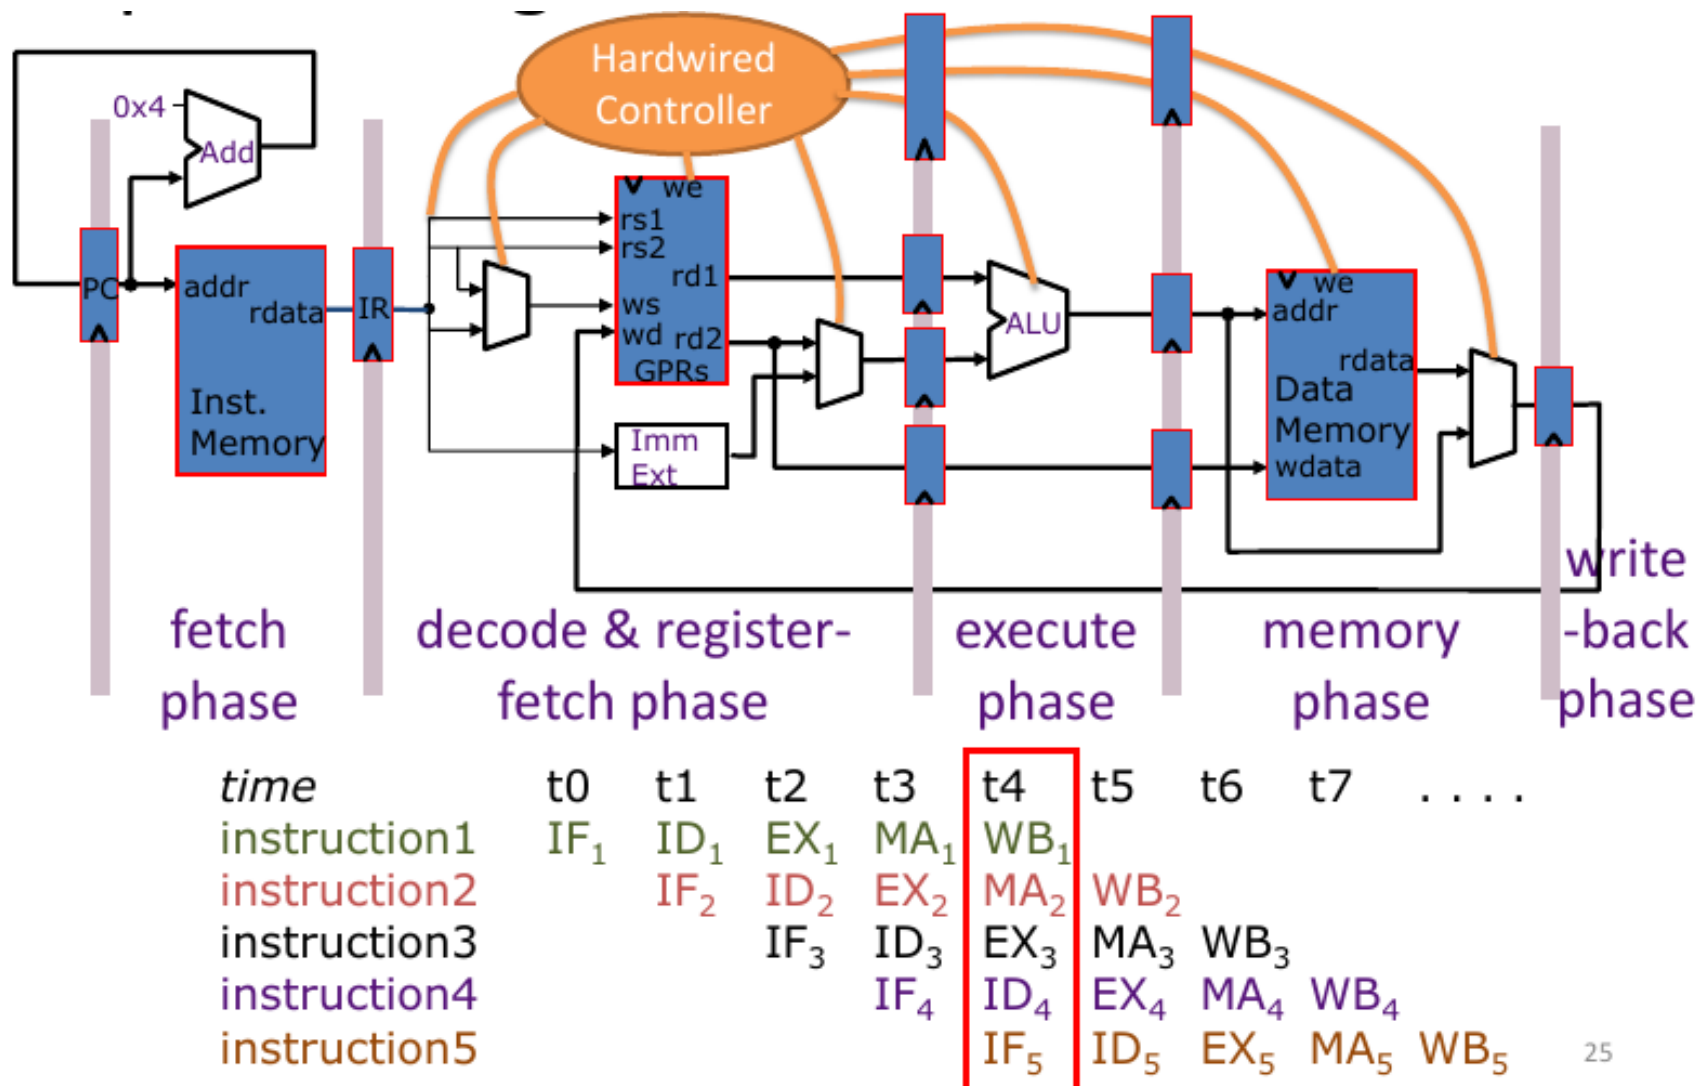 Hardwired
Controller
0x4
Add
PC
addr
rdata
Inst.
Memory
IR
we
rs1
rs2
rd1
ws
wd rd2
GPRs
Imm
Ext
ALU
we
addr
rdata
Data
Memory
wdata
fetch
phase
decode & register-
fetch phase
execute
phase
memory
phase
write
-back
phase
time t0 t1 t2 t3 t4 t5 t6 t7 . . . .
instruction1 IF1 ID1 EX1 MA1 WB1
instruction2 IF2 ID2 EX2 MA2 WB2
instruction3 IF3 ID3 EX3 MA3 WB3
instruction4 IF4 ID4 EX4 MA4 WB4
instruction5 IF5 ID5 EX5 MA5 WB5
25